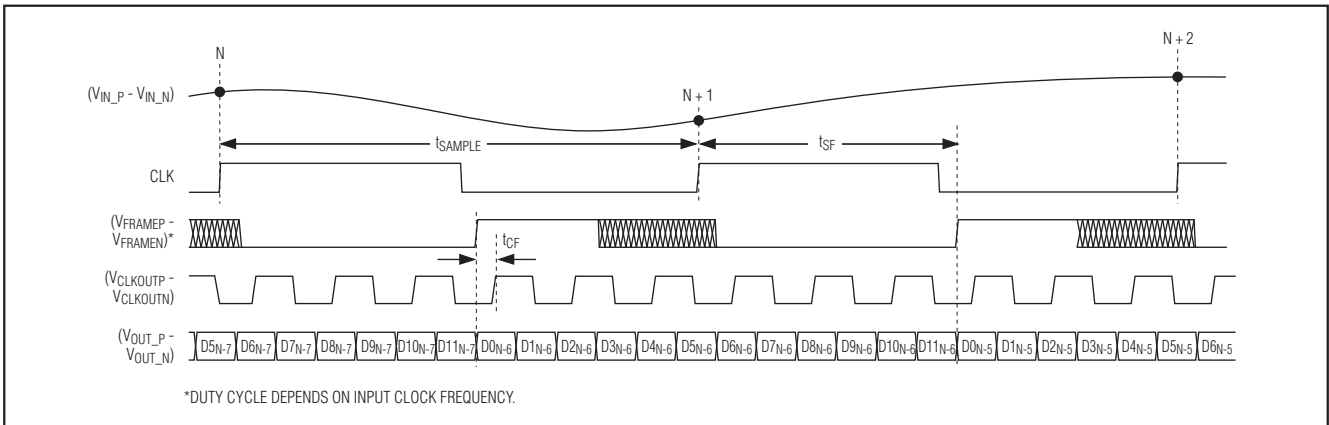 N
N + 2
(VIN_P - VIN_N)
N + 1
tSAMPLE
tSF
CLK
(VFRAMEP -
VFRAMEN)*
tCF
(VCLKOUTP -
VCLKOUTN)
(VOUT_P -
VOUT_N)
D5N-7 D6N-7 D7N-7 D8N-7 D9N-7 D10N-7 D11N-7 D0N-6 D1N-6 D2N-6 D3N-6 D4N-6 D5N-6 D6N-6 D7N-6 D8N-6 D9N-6 D10N-6 D11N-6 D0N-5 D1N-5 D2N-5 D3N-5 D4N-5 D5N-5 D6N-5
*DUTY CYCLE DEPENDS ON INPUT CLOCK FREQUENCY.